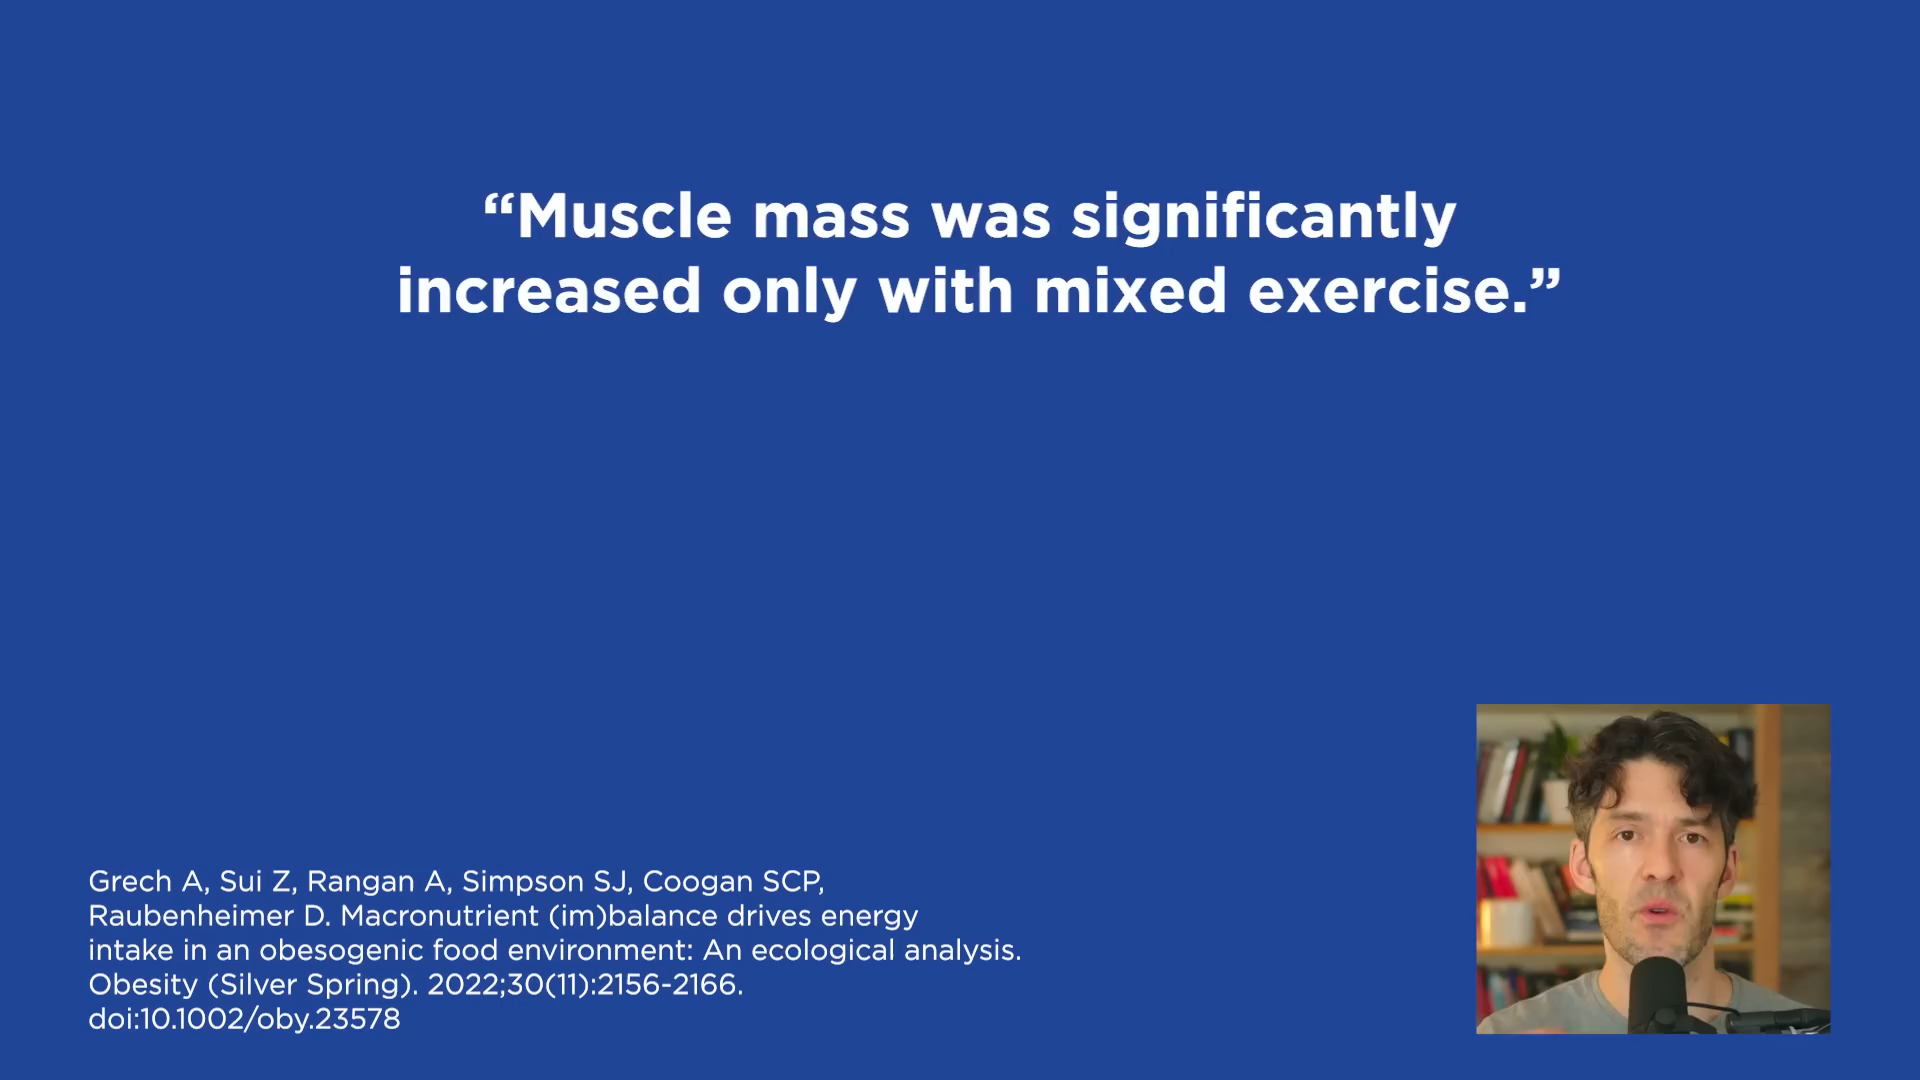 “Muscle mass was significantly
increased only with mixed exercise.”
Grech A, Sui Z, Rangan A, Simpson SJ, Coogan SCP,
Raubenheimer D. Macronutrient (im)balance drives energy
intake in an obesogenic food environment: An ecological analysis.
Obesity (Silver Spring). 2022;30(11):2156-2166.
doi:10.1002/oby.23578